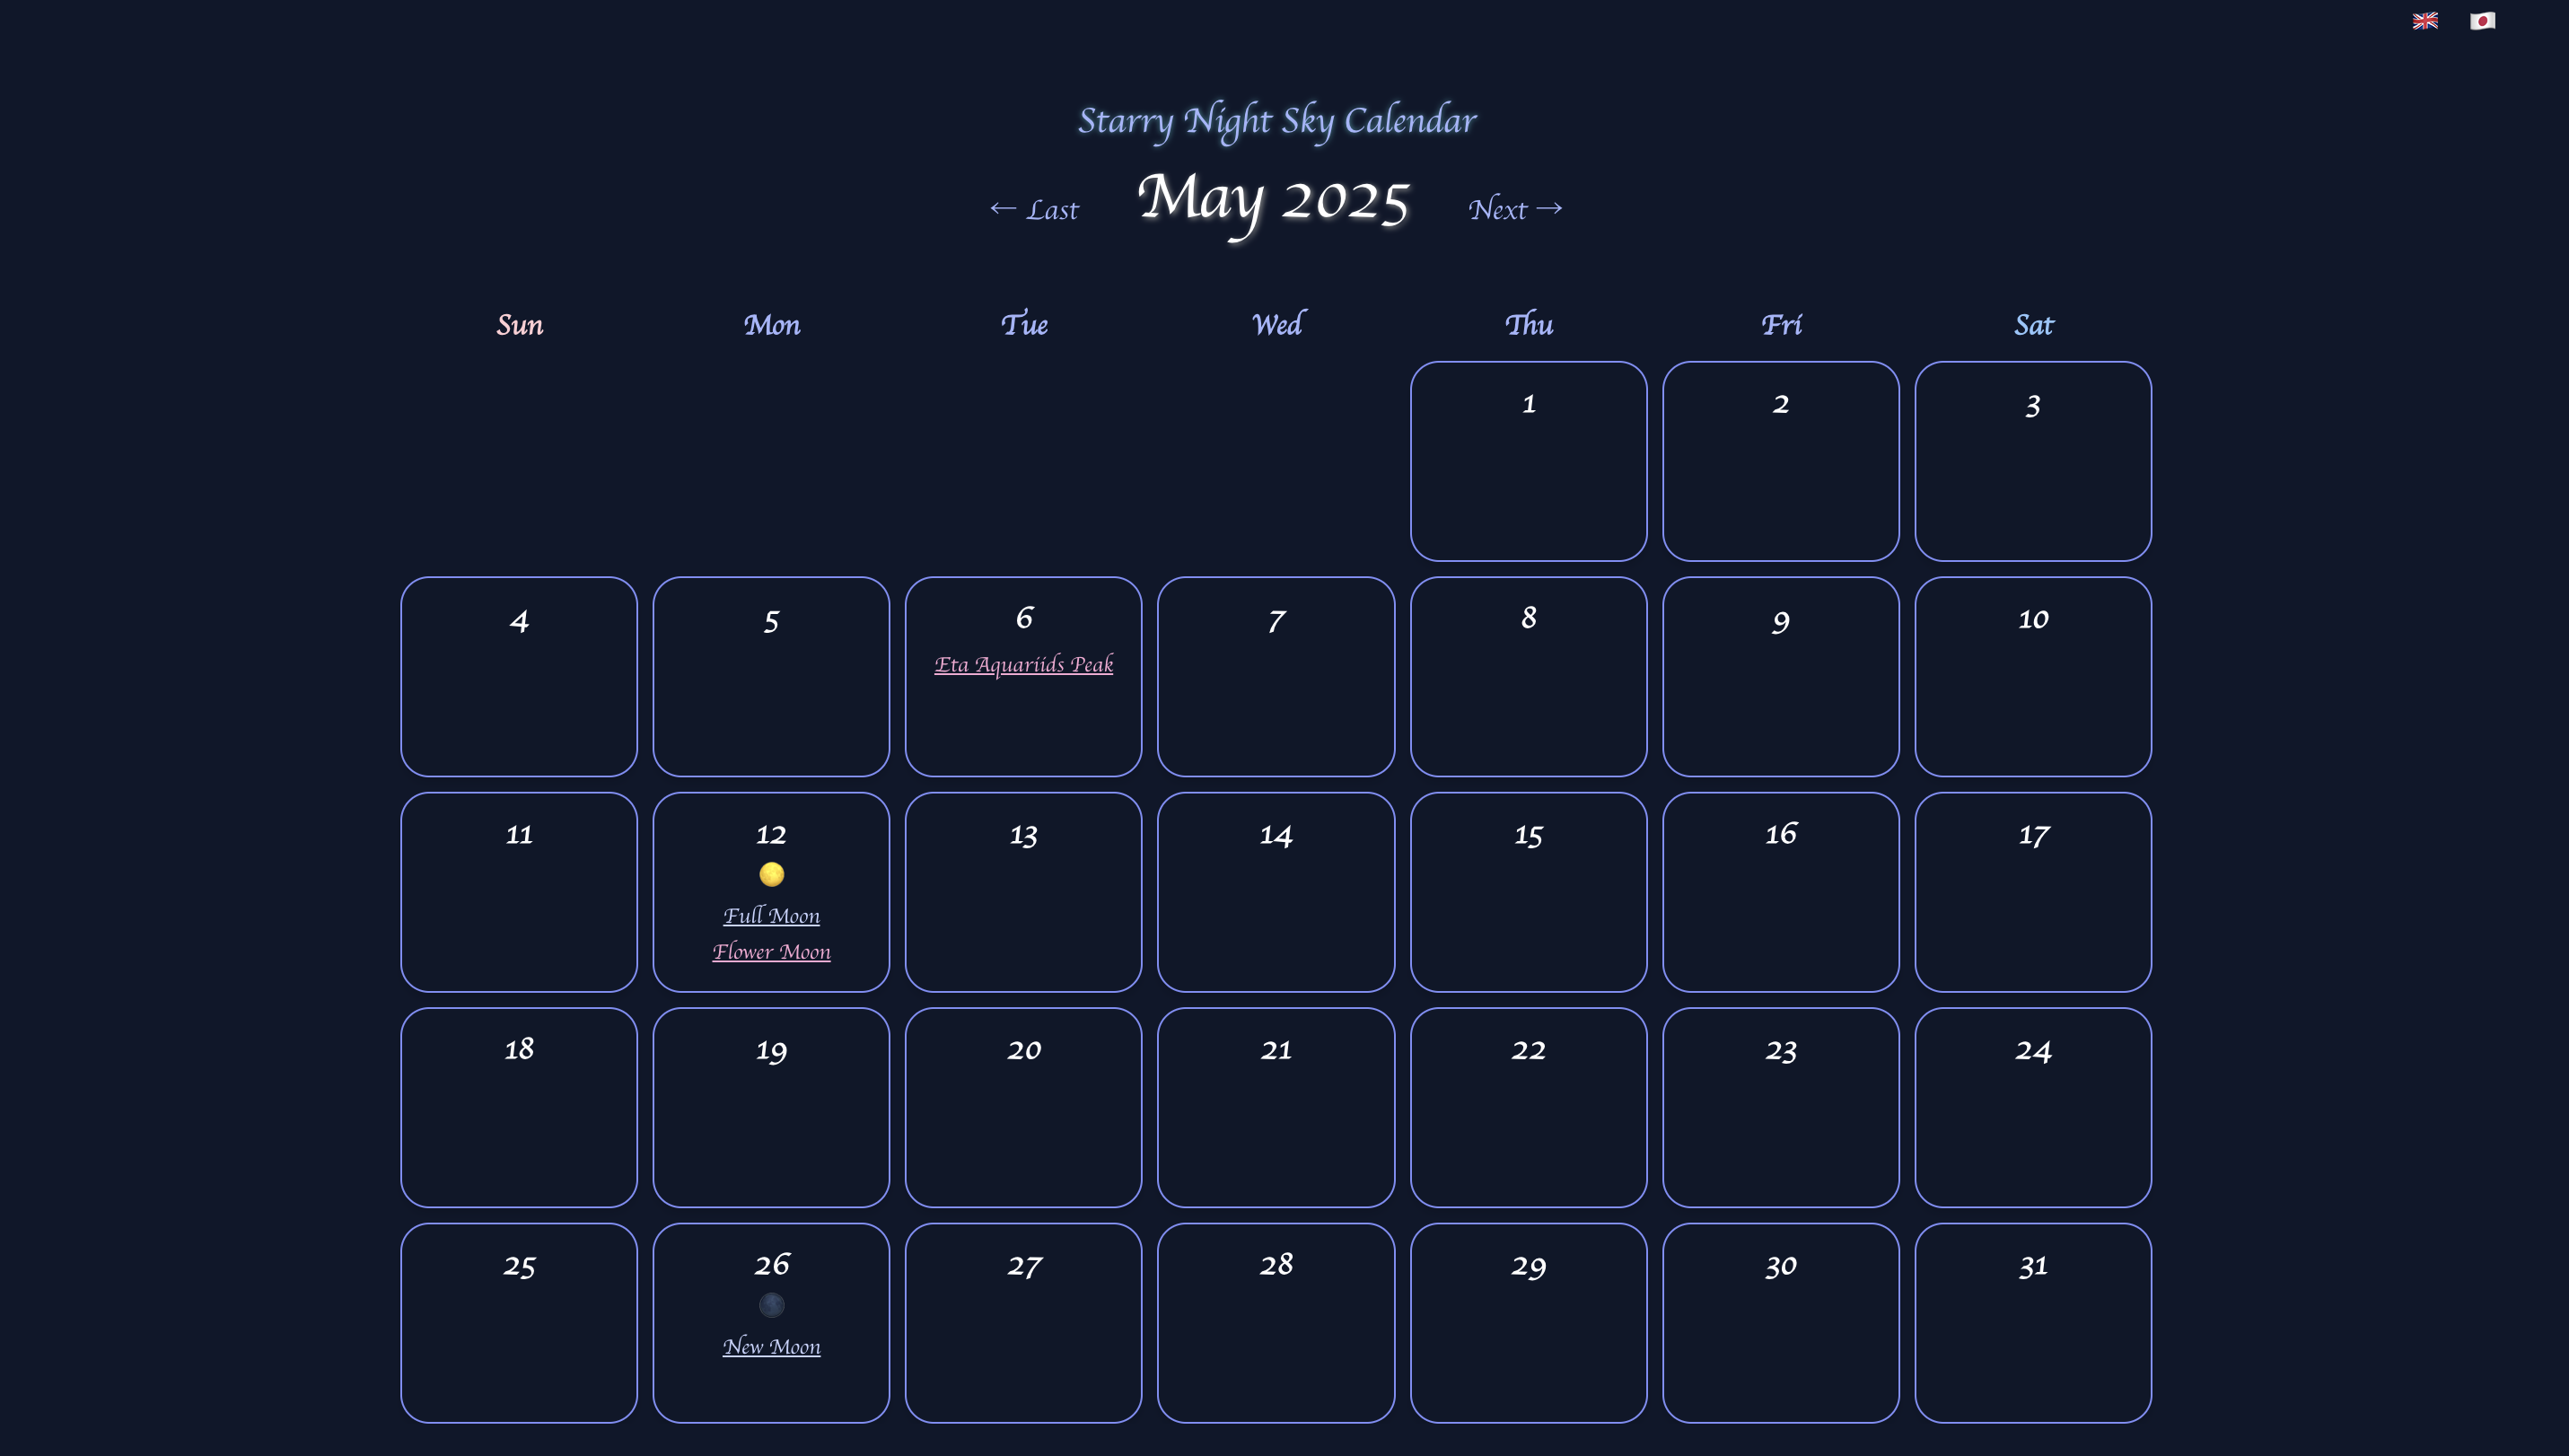 Starry Night Sky Calendar
← Last May 2025 Next →
Sun Mon Tue Wed Thu Fri Sat
1 2 3
4 5 6 7 8 9 10
Eta Aquariids Peak
11 12 13 14 15 16 17
Full Moon
Flower Moon
18 19 20 21 22 23 24
25 26 27 28 29 30 31
New Moon